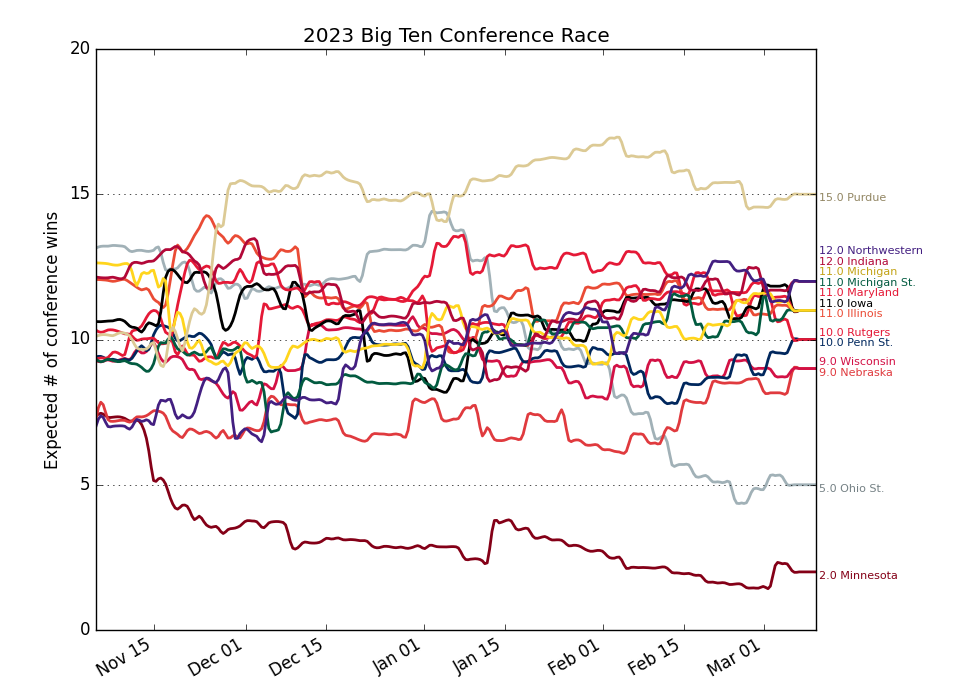 2023 Big Ten Conference Race
Expected # of conference wins
20
15
10
5
0
Nov 15
Dec 01
Dec 15
Jan 01
Jan 15
Feb 01
Feb 15
Mar 01
15.0 Purdue
12.0 Northwestern
12.0 Indiana
11.0 Michigan
11.0 Michigan St.
11.0 Maryland
11.0 Iowa
11.0 Illinois
10.0 Rutgers
10.0 Penn St.
9.0 Wisconsin
9.0 Nebraska
5.0 Ohio St.
2.0 Minnesota